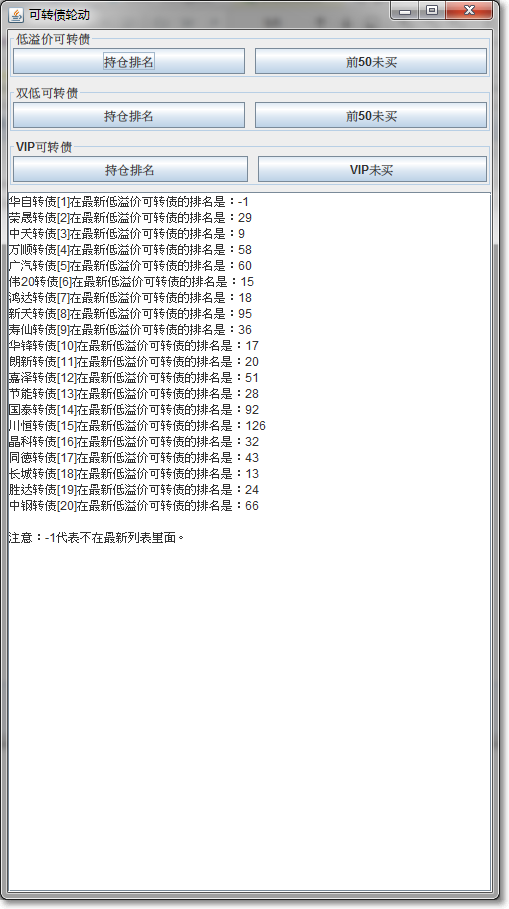 可转债轮动
低溢价可转债
持仓排名
前50未买
双低可转债
持仓排名
前50未买
VIP可转债
持仓排名
VIP未买
华自转债[1]在最新低溢价可转债的排名是：-1
荣晟转债[2]在最新低溢价可转债的排名是：29
中天转债[3]在最新低溢价可转债的排名是：9
万顺转债[4]在最新低溢价可转债的排名是：58
广汽转债[5]在最新低溢价可转债的排名是：60
伟20转债[6]在最新低溢价可转债的排名是：15
鸿达转债[7]在最新低溢价可转债的排名是：18
新天转债[8]在最新低溢价可转债的排名是：95
寿仙转债[9]在最新低溢价可转债的排名是：36
华锋转债[10]在最新低溢价可转债的排名是：17
朗新转债[11]在最新低溢价可转债的排名是：20
嘉泽转债[12]在最新低溢价可转债的排名是：51
节能转债[13]在最新低溢价可转债的排名是：28
国泰转债[14]在最新低溢价可转债的排名是：92
川恒转债[15]在最新低溢价可转债的排名是：126
晶科转债[16]在最新低溢价可转债的排名是：32
同德转债[17]在最新低溢价可转债的排名是：43
长城转债[18]在最新低溢价可转债的排名是：13
胜达转债[19]在最新低溢价可转债的排名是：24
中钢转债[20]在最新低溢价可转债的排名是：66
注意：-1代表不在最新列表里面。